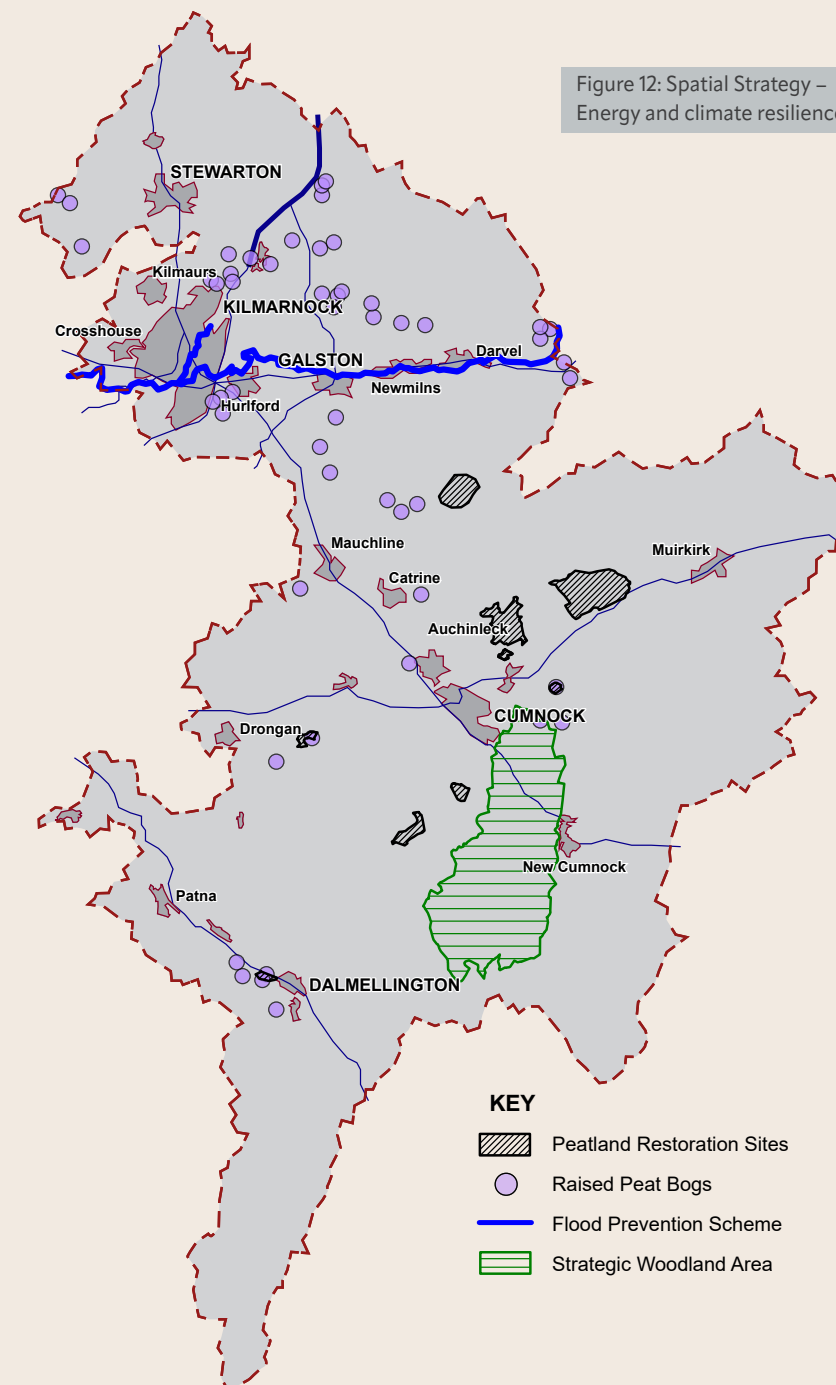 Figure 12: Spatial Strategy –
Energy and climate resilience
STEWARTON
Kilmaurs
KILMARNOCK
Crosshouse
GALSTON
Darvel
Newmilns
Hurlford
Mauchline
Muirkirk
Catrine
Auchinleck
CUMNOCK
Drongan
New Cumnock
Patna
DALMELLINGTON
KEY
Peatland Restoration Sites
Raised Peat Bogs
Flood Prevention Scheme
Strategic Woodland Area